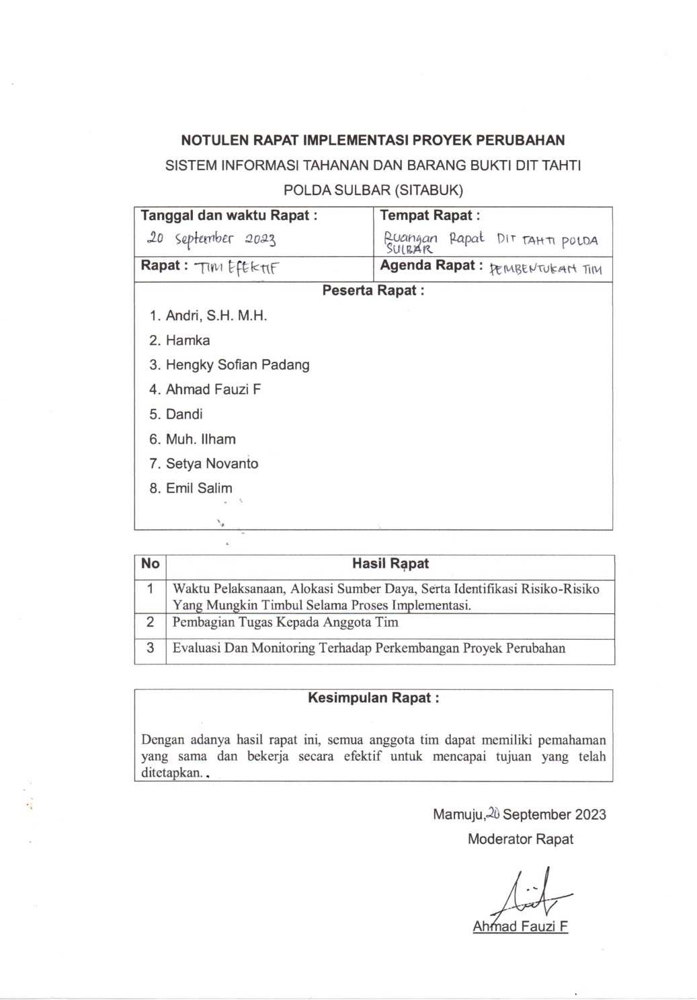 NOTULEN RAPAT IMPLEMENTASI PROYEK PERUBAHAN
SISTEM INFORMASI TAHANAN DAN BARANG BUKTI DIT TAHTI
POLDA SULBAR (SITABUK)
Tanggal dan waktu Rapat :
20 September 2023
Tempat Rapat :
Ruangan Rapat DIT TAHTI POLDA
SULBAR
Rapat : TIM EFEKTIF
Agenda Rapat : PEMBENTUKAN TIM
Peserta Rapat :
1. Andri, S.H. M.H.
2. Hamka
3. Hengky Sofian Padang
4. Ahmad Fauzi F
5. Dandi
6. Muh. Ilham
7. Setya Novanto
8. Emil Salim
No Hasil Rapat
1 Waktu Pelaksanaan, Alokasi Sumber Daya, Serta Identifikasi Risiko-Risiko
Yang Mungkin Timbul Selama Proses Implementasi.
2 Pembagian Tugas Kepada Anggota Tim
3 Evaluasi Dan Monitoring Terhadap Perkembangan Proyek Perubahan
Kesimpulan Rapat :
Dengan adanya hasil rapat ini, semua anggota tim dapat memiliki pemahaman
yang sama dan bekerja secara efektif untuk mencapai tujuan yang telah
ditetapkan. .
Mamuju, 20 September 2023
Moderator Rapat
Ahmad Fauzi F